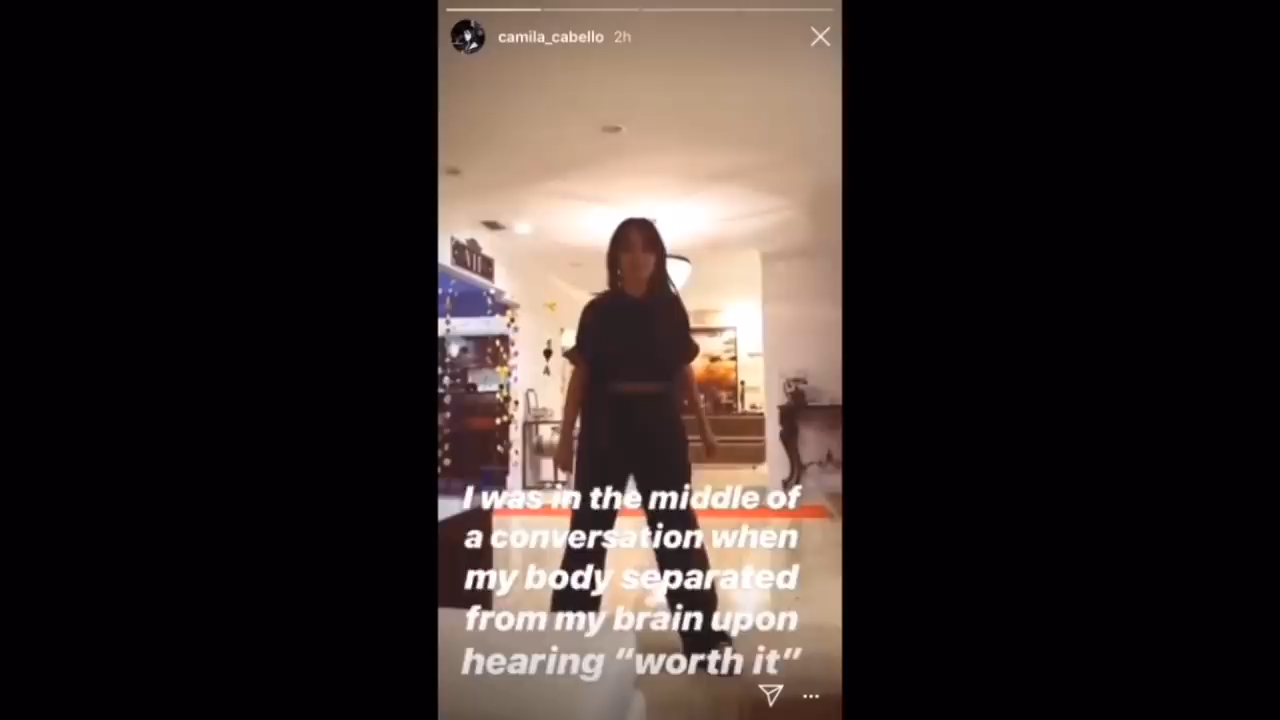 camila_cabello 2h
I was in the middle of
a conversation when
my body separated
from my brain upon
hearing “worth it”